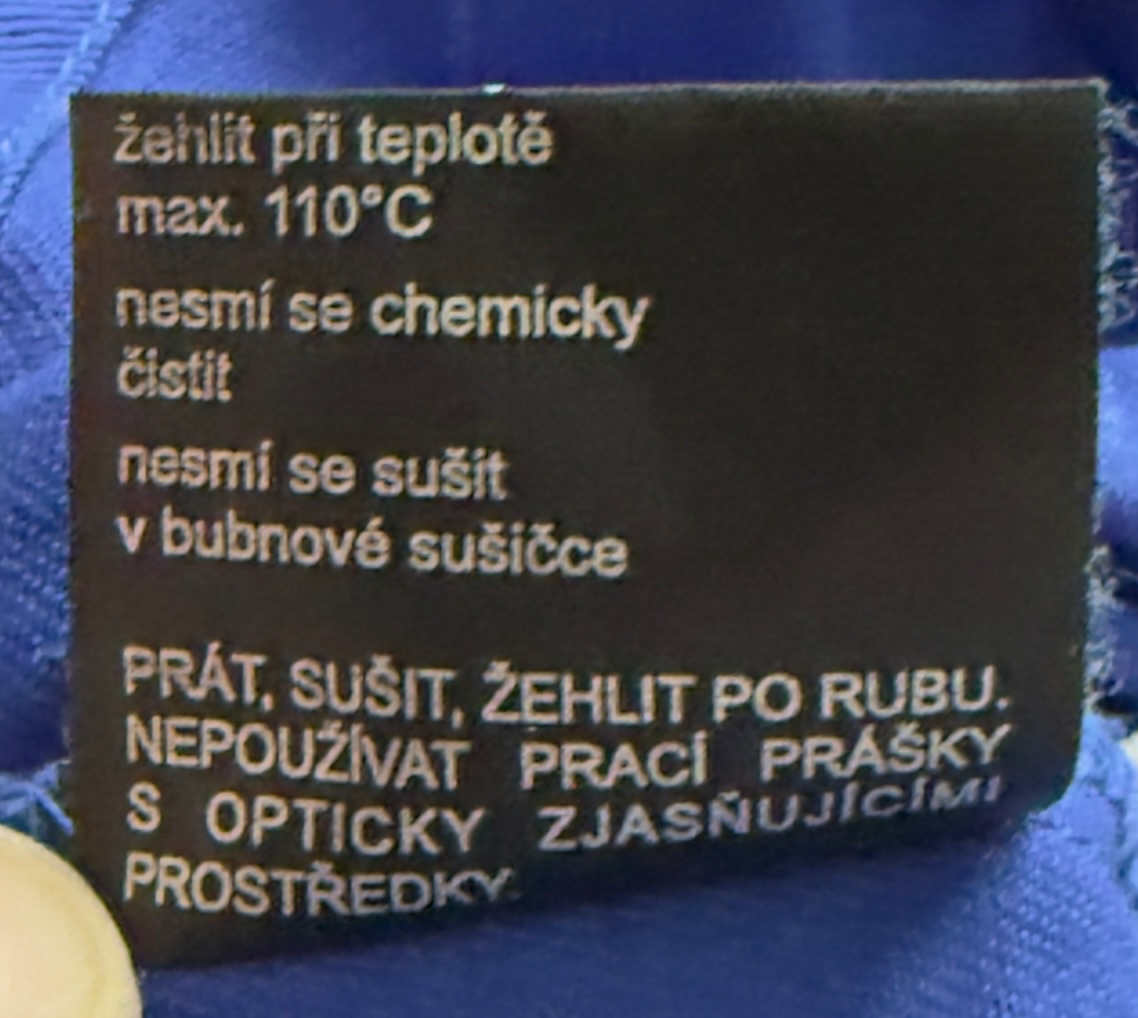 žehlit při teplotě
max. 110°C
nesmí se chemicky
čistit
nesmí se sušit
v bubnové sušičce
PRÁT, SUŠIT, ŽEHLIT PO RUBU.
NEPOUŽÍVAT PRACÍ PRÁŠKY
S OPTICKY ZJASŇUJÍCÍMI
PROSTŘEDKY.